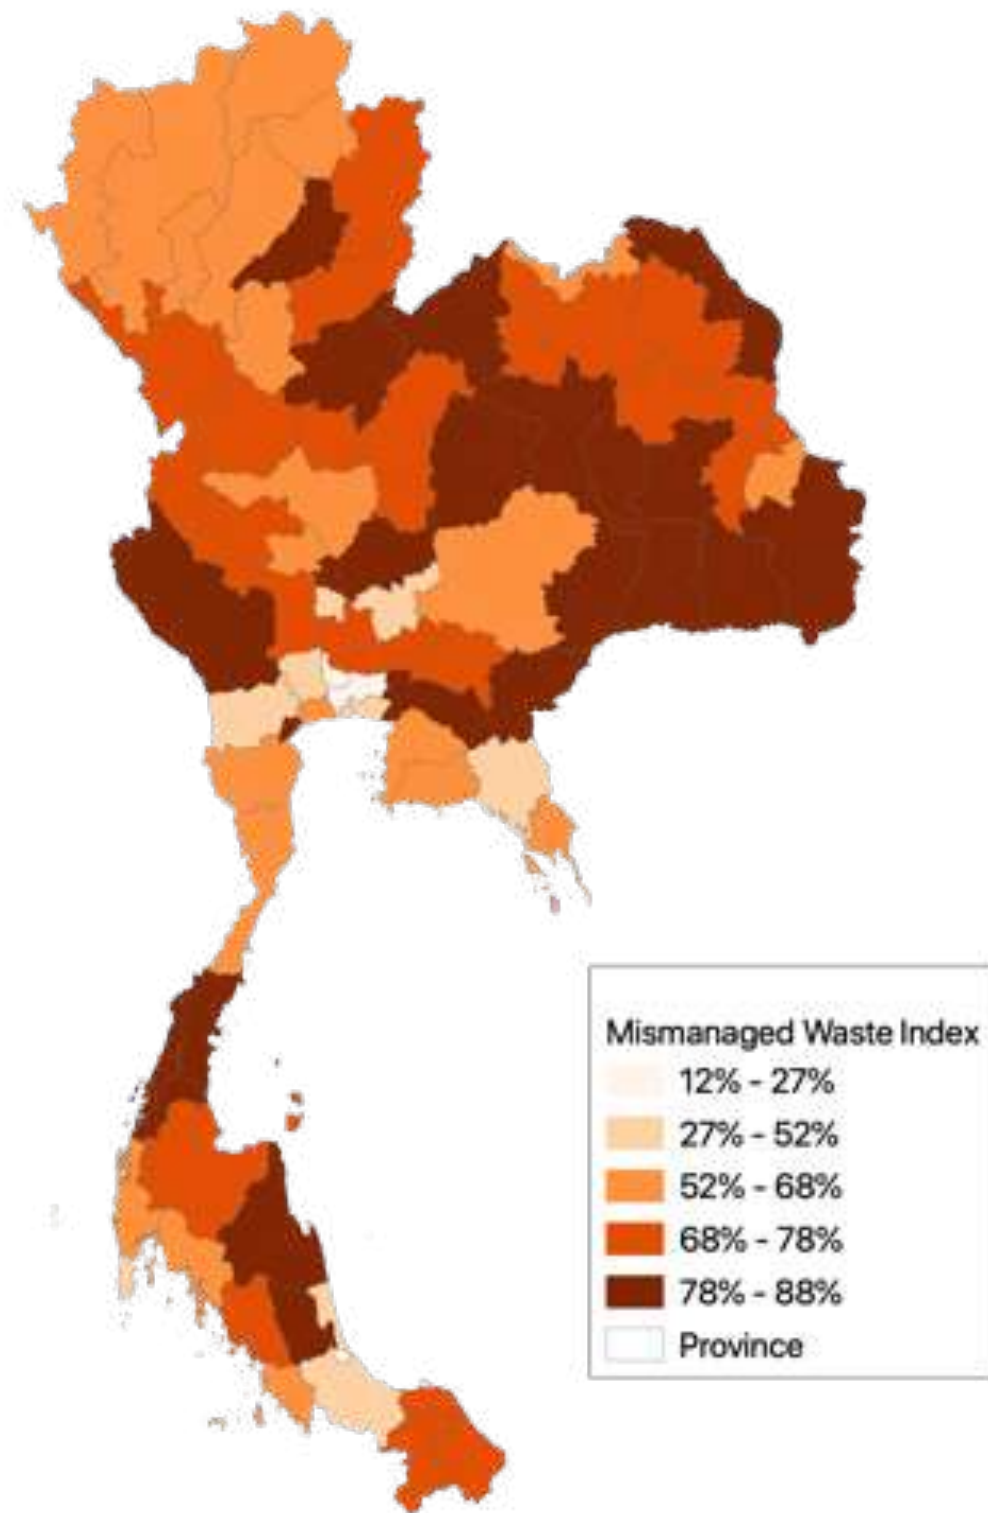 Mismanaged Waste Index
12% - 27%
27% - 52%
52% - 68%
68% - 78%
78% - 88%
Province